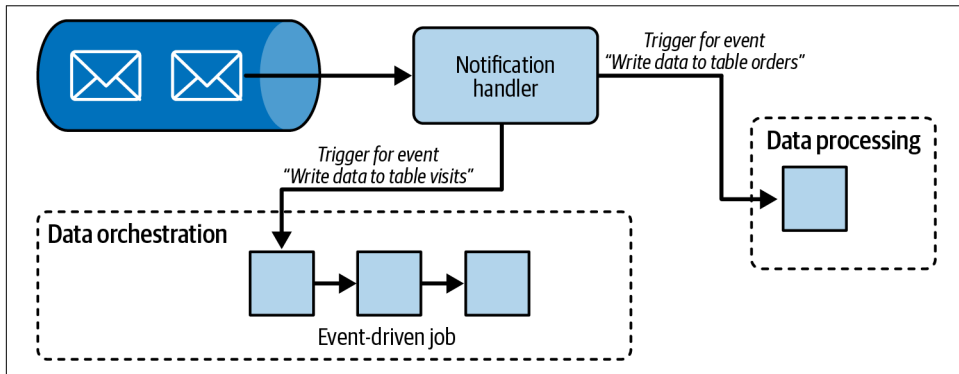 Notification
handler
Trigger for event
“Write data to table orders”
Data processing
Trigger for event
“Write data to table visits”
Data orchestration
Event-driven job